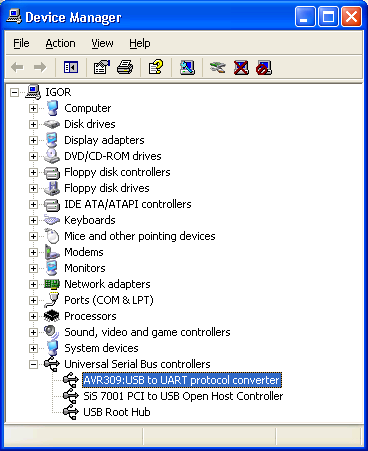 Device Manager
File Action View Help
IGOR
Computer
Disk drives
Display adapters
DVD/CD-ROM drives
Floppy disk controllers
Floppy disk drives
IDE ATA/ATAPI controllers
Keyboards
Mice and other pointing devices
Modems
Monitors
Network adapters
Ports (COM & LPT)
Processors
Sound, video and game controllers
System devices
Universal Serial Bus controllers
AVR309:USB to UART protocol converter
SiS 7001 PCI to USB Open Host Controller
USB Root Hub